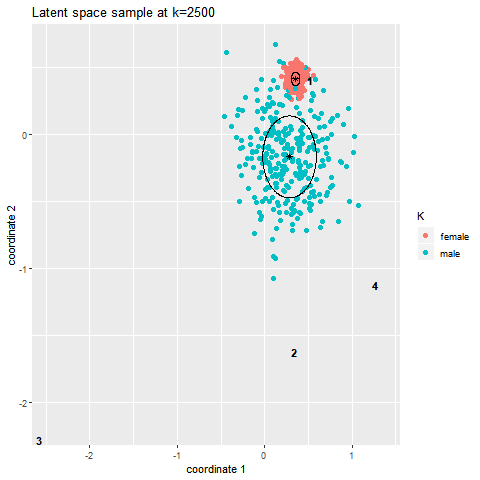 Latent space sample at k=2500
coordinate 2
0
-1
-2
1
4
2
3
-2
-1
0
1
coordinate 1
K
female
male